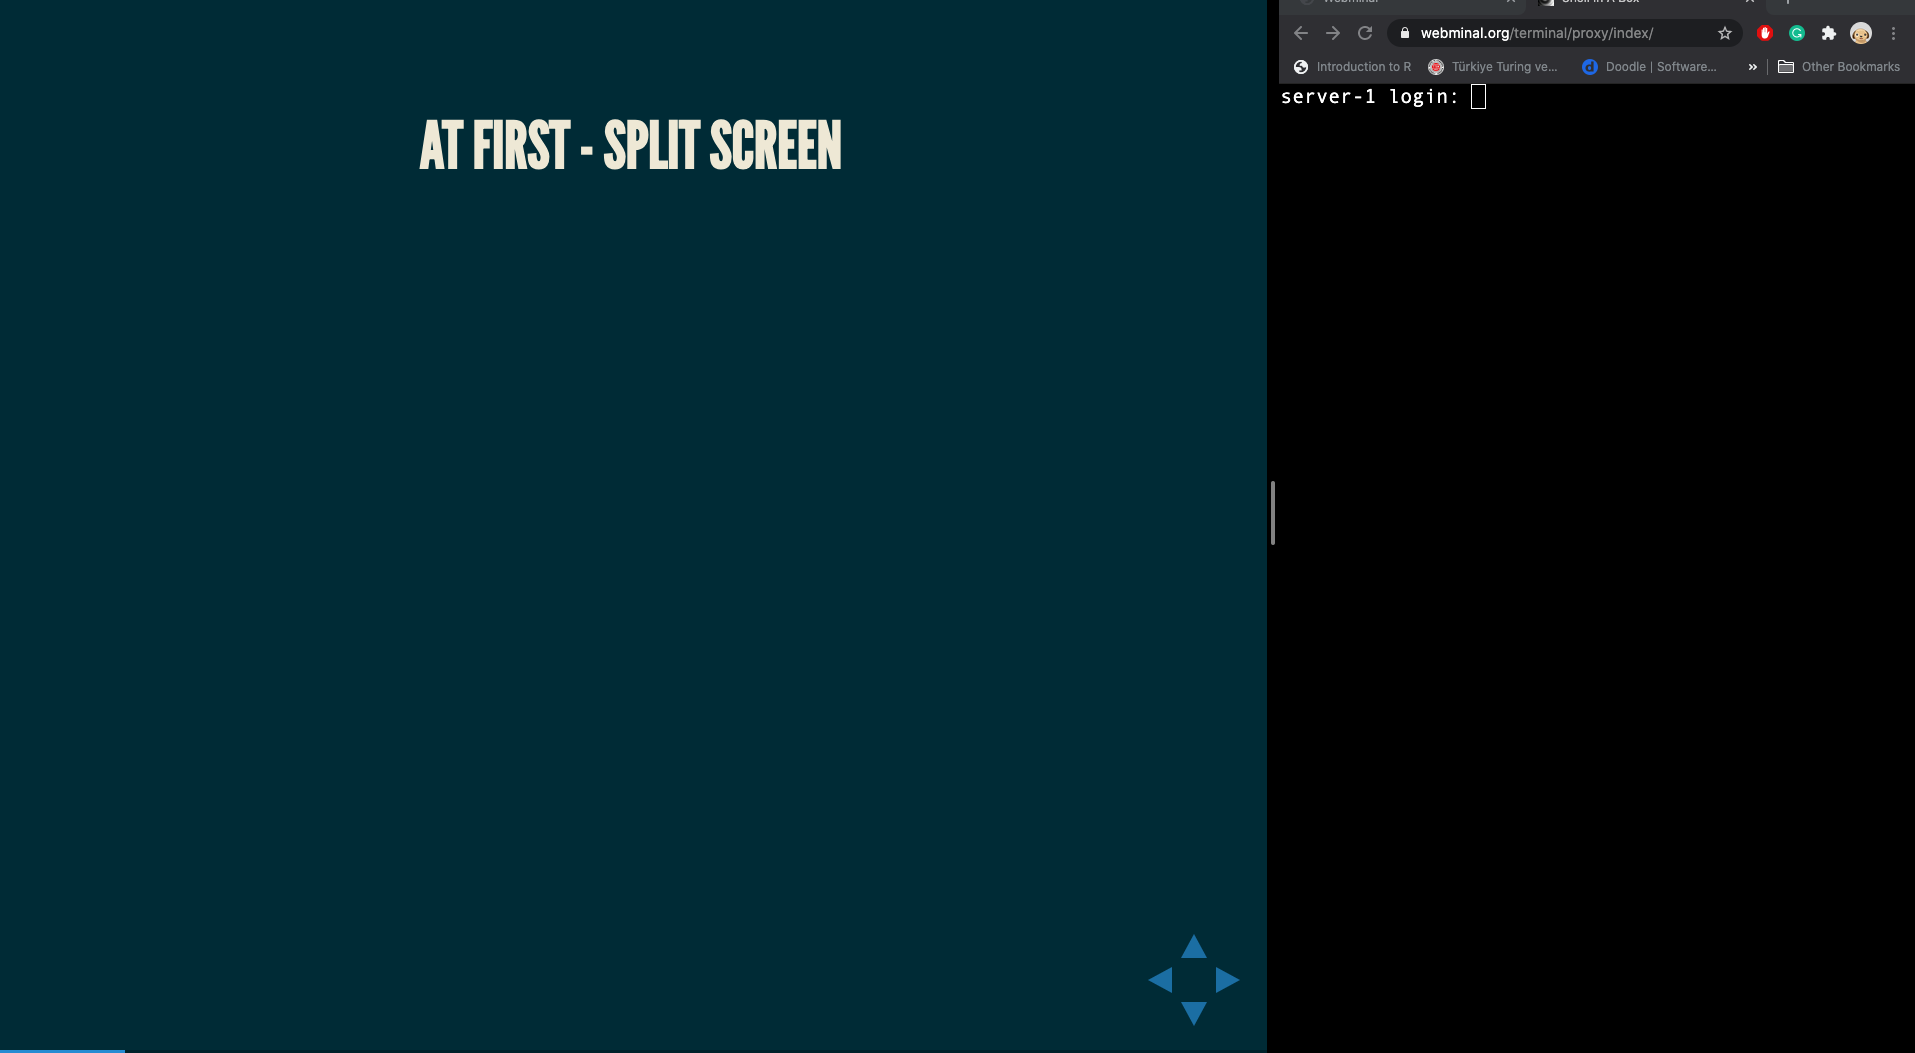 AT FIRST - SPLIT SCREEN
webminal.org/terminal/proxy/index/
Introduction to R
Türkiye Turing ve...
Doodle | Software...
»
Other Bookmarks
server-1 login: